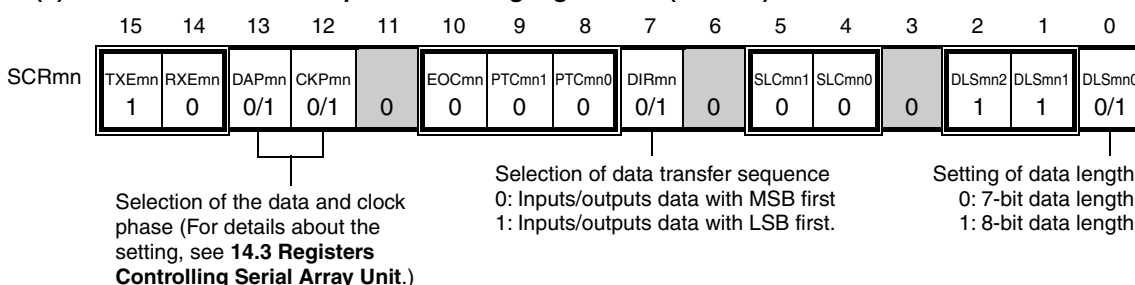 15 14 13 12 11 10 9 8 7 6 5 4 3 2 1 0
SCRmn TXEmn RXEmn DAPmn CKPmn EOCmn PTCmn1 PTCmn0 DIRmn SLCmn1 SLCmn0 DLSmn2 DLSmn1 DLSmn0
1 0 0/1 0/1 0 0 0 0 0/1 0 0 0 0 1 1 0/1
Selection of the data and clock
phase (For details about the
setting, see 14.3 Registers
Controlling Serial Array Unit.)
Selection of data transfer sequence
0: Inputs/outputs data with MSB first
1: Inputs/outputs data with LSB first.
Setting of data length
0: 7-bit data length
1: 8-bit data length